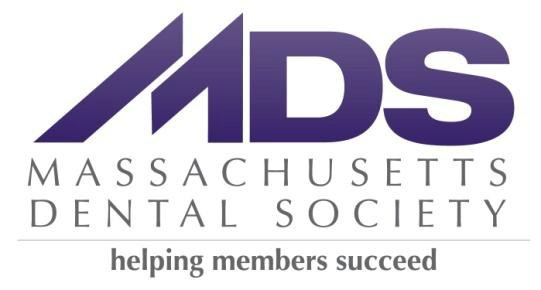 MDS
MASSACHUSETTS
DENTAL SOCIETY
helping members succeed